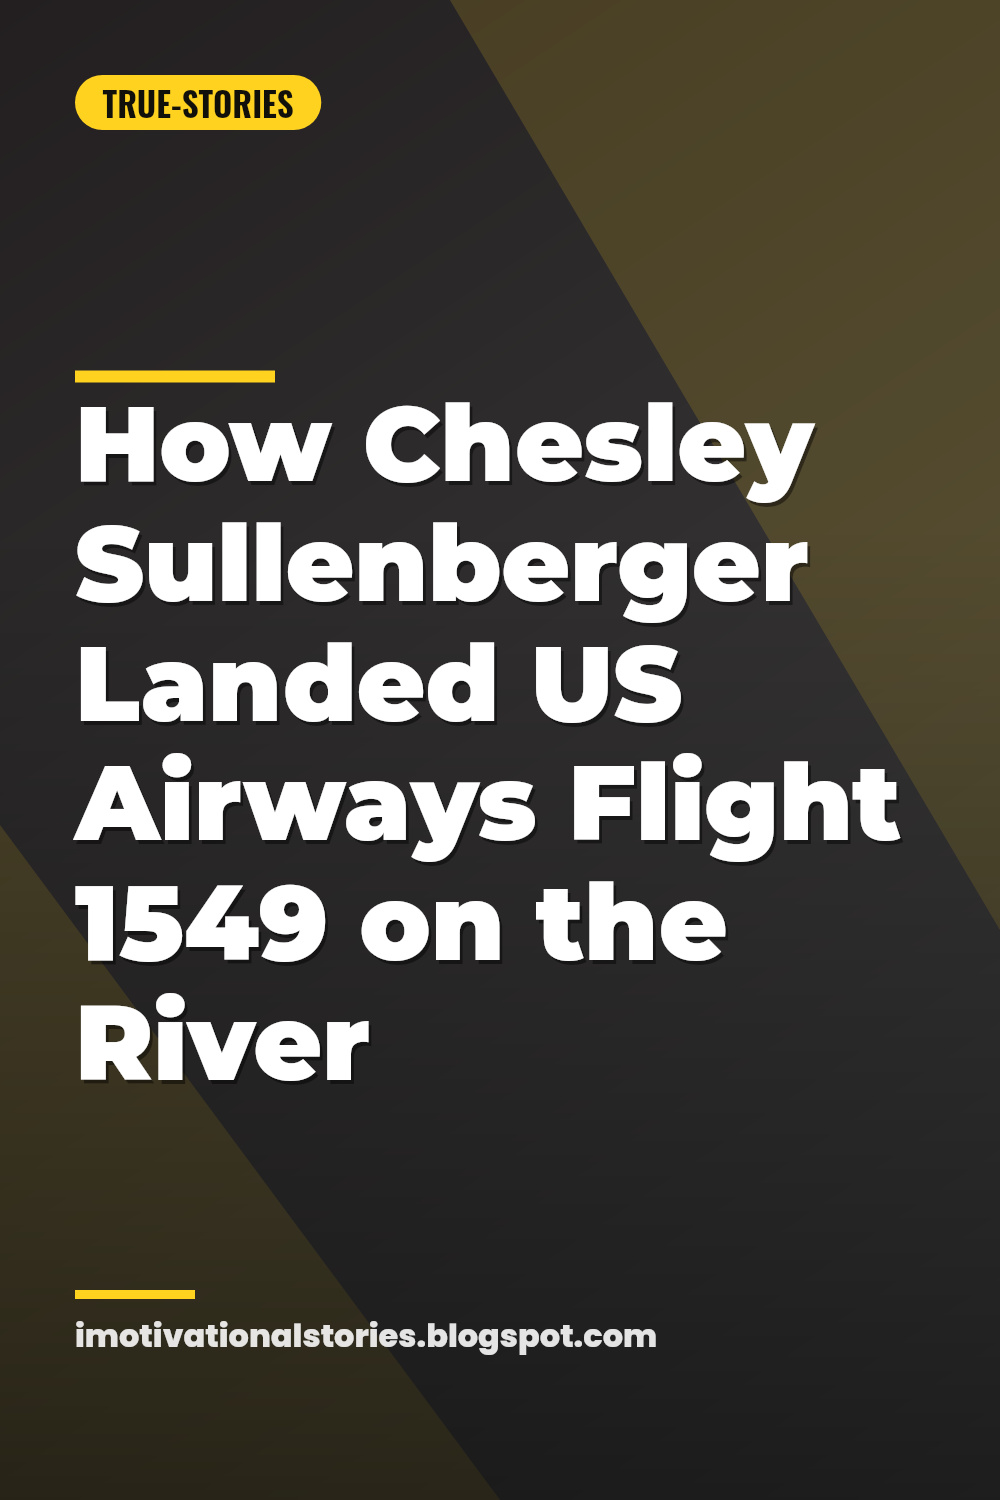 TRUE-STORIES
How Chesley
Sullenberger
Landed US
Airways Flight
1549 on the
River
imotivationalstories.blogspot.com